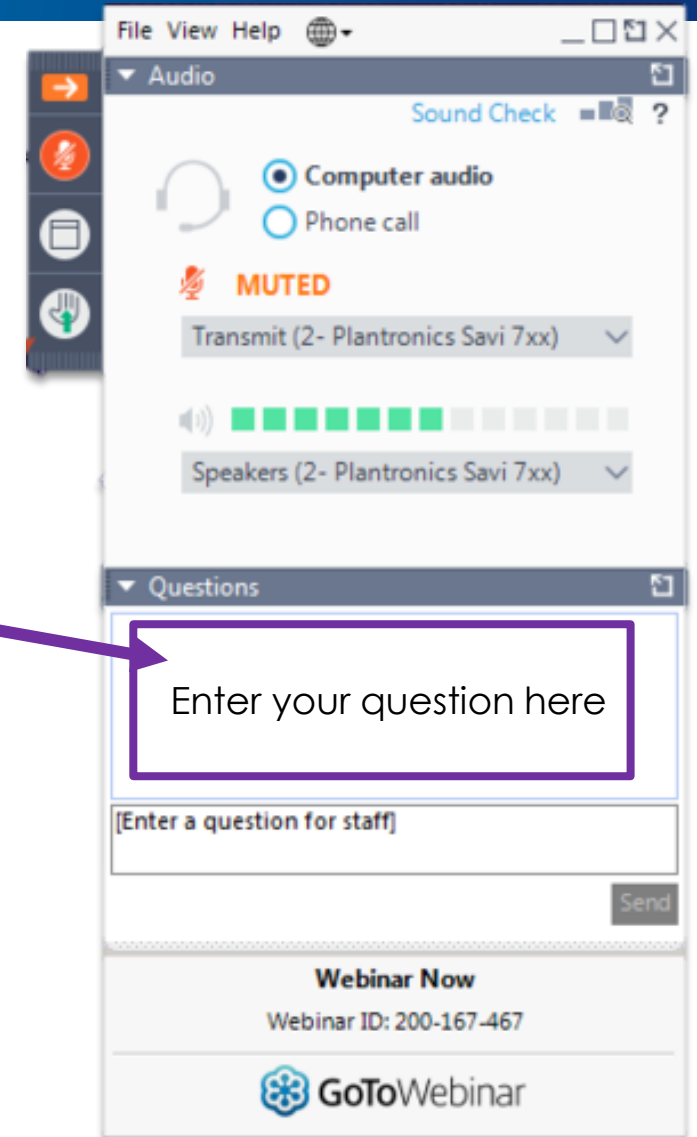 File View Help
Audio
Sound Check ?
Computer audio
Phone call
MUTED
Transmit (2- Plantronics Savi 7xx)
Speakers (2- Plantronics Savi 7xx)
Questions
Enter your question here
[Enter a question for staff]
Send
Webinar Now
Webinar ID: 200-167-467
GoToWebinar